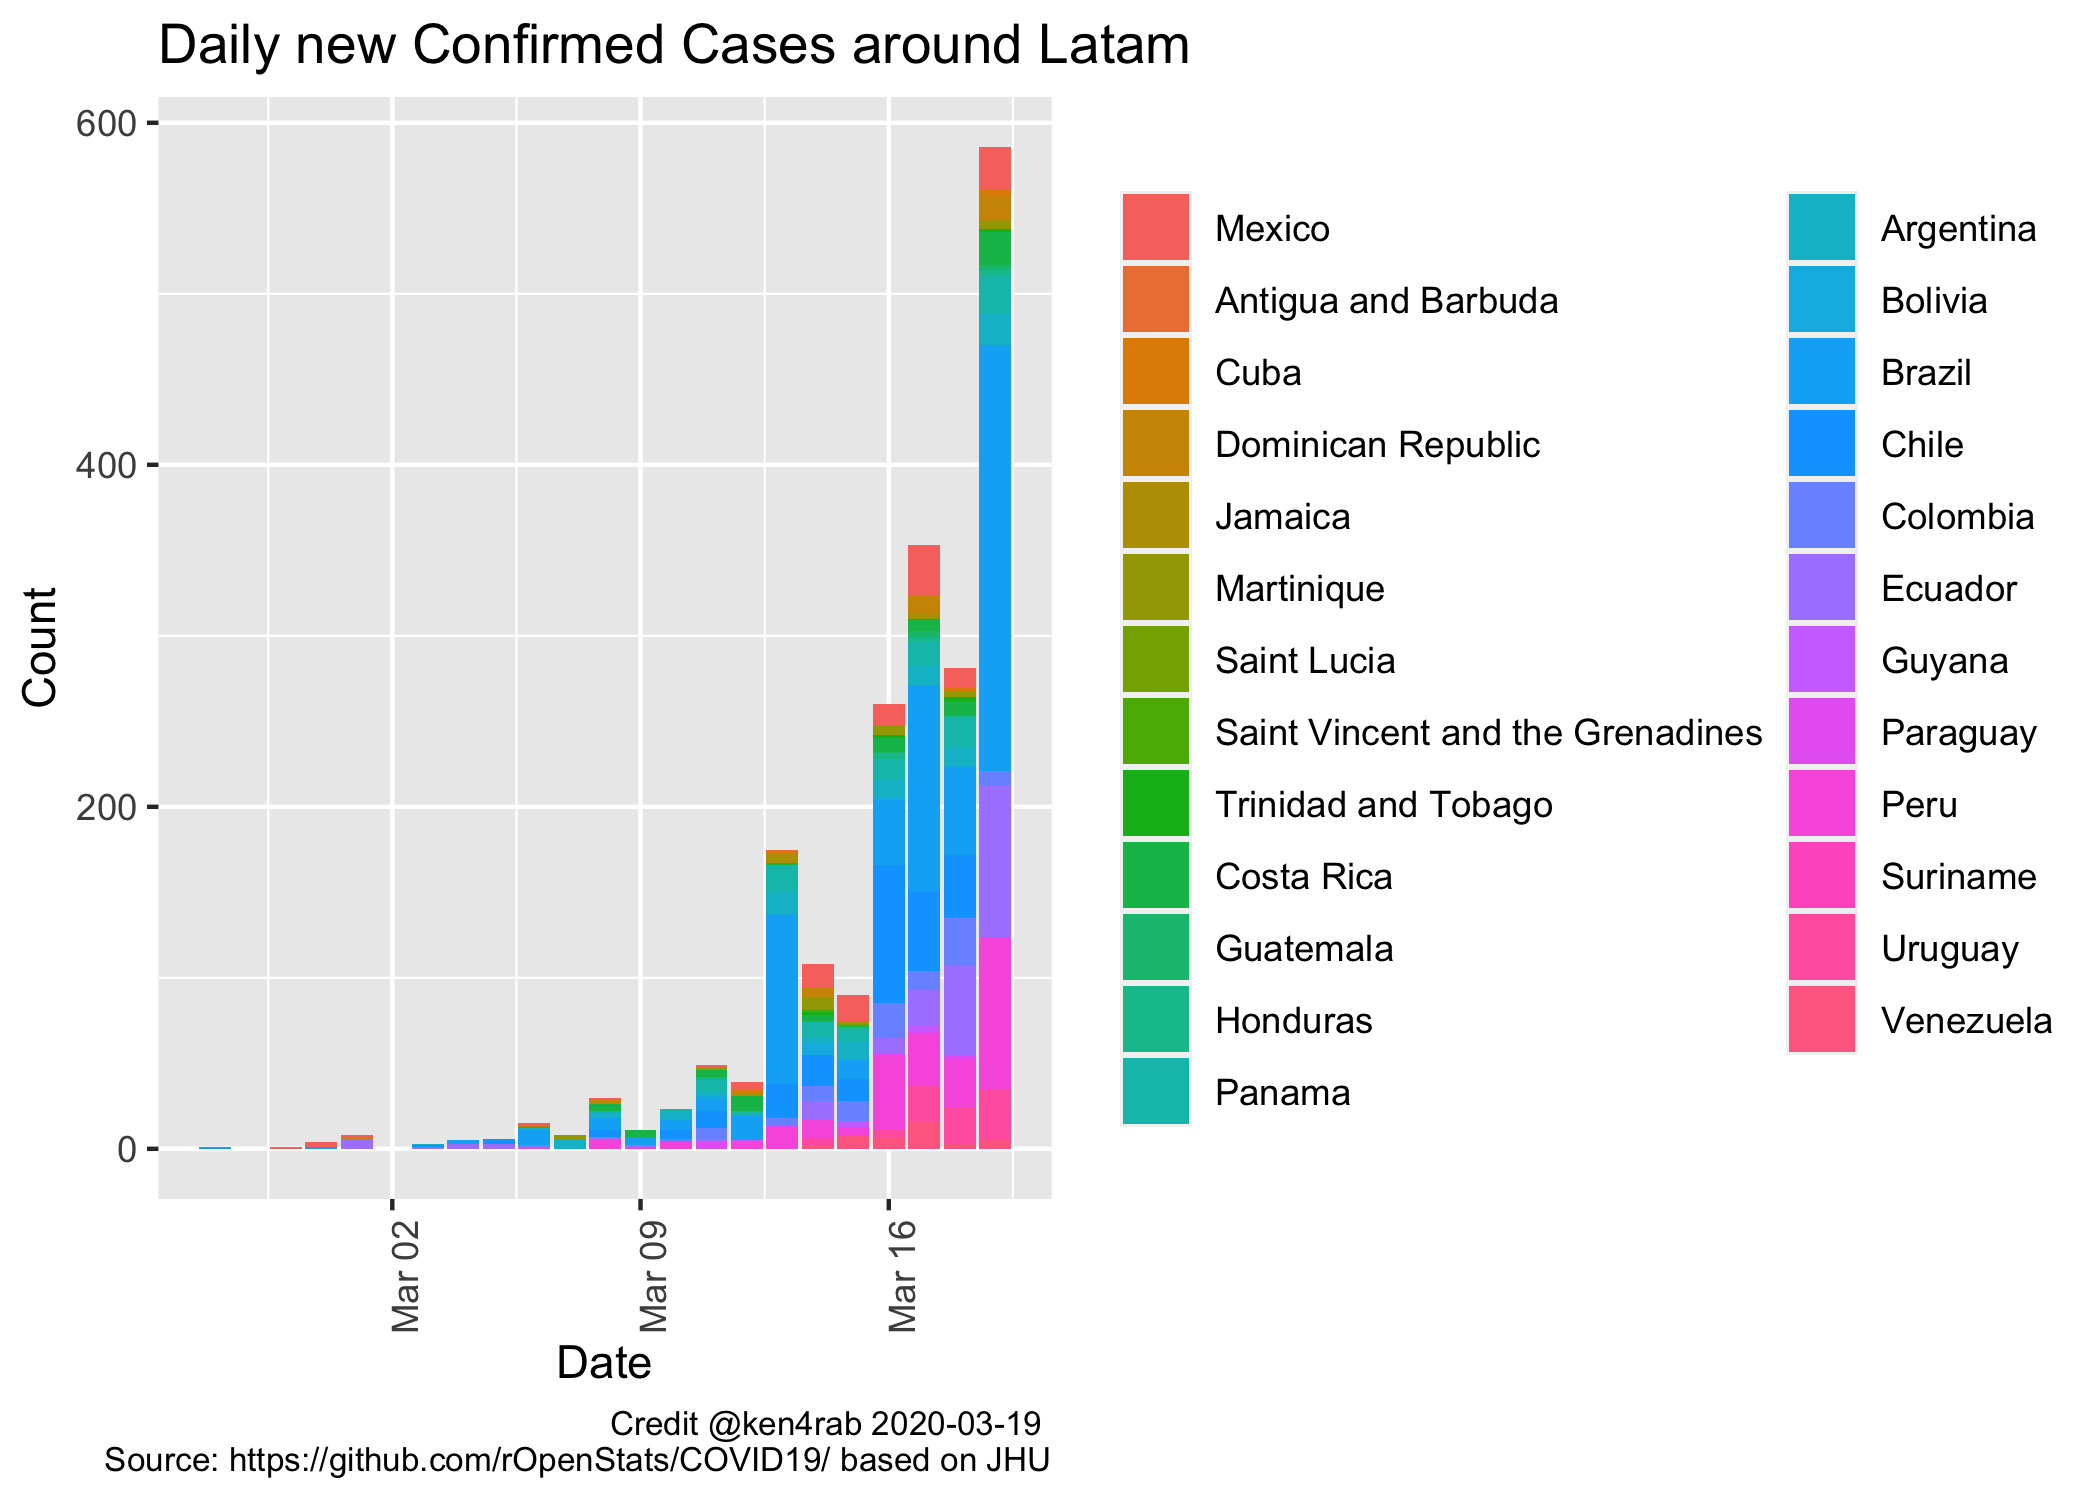 Daily new Confirmed Cases around Latam
600
400
200
0
Count
Mar 02
Mar 09
Mar 16
Date
Mexico
Antigua and Barbuda
Cuba
Dominican Republic
Jamaica
Martinique
Saint Lucia
Saint Vincent and the Grenadines
Trinidad and Tobago
Costa Rica
Guatemala
Honduras
Panama
Argentina
Bolivia
Brazil
Chile
Colombia
Ecuador
Guyana
Paraguay
Peru
Suriname
Uruguay
Venezuela
Credit @ken4rab 2020-03-19
Source: https://github.com/rOpenStats/COVID19/ based on JHU